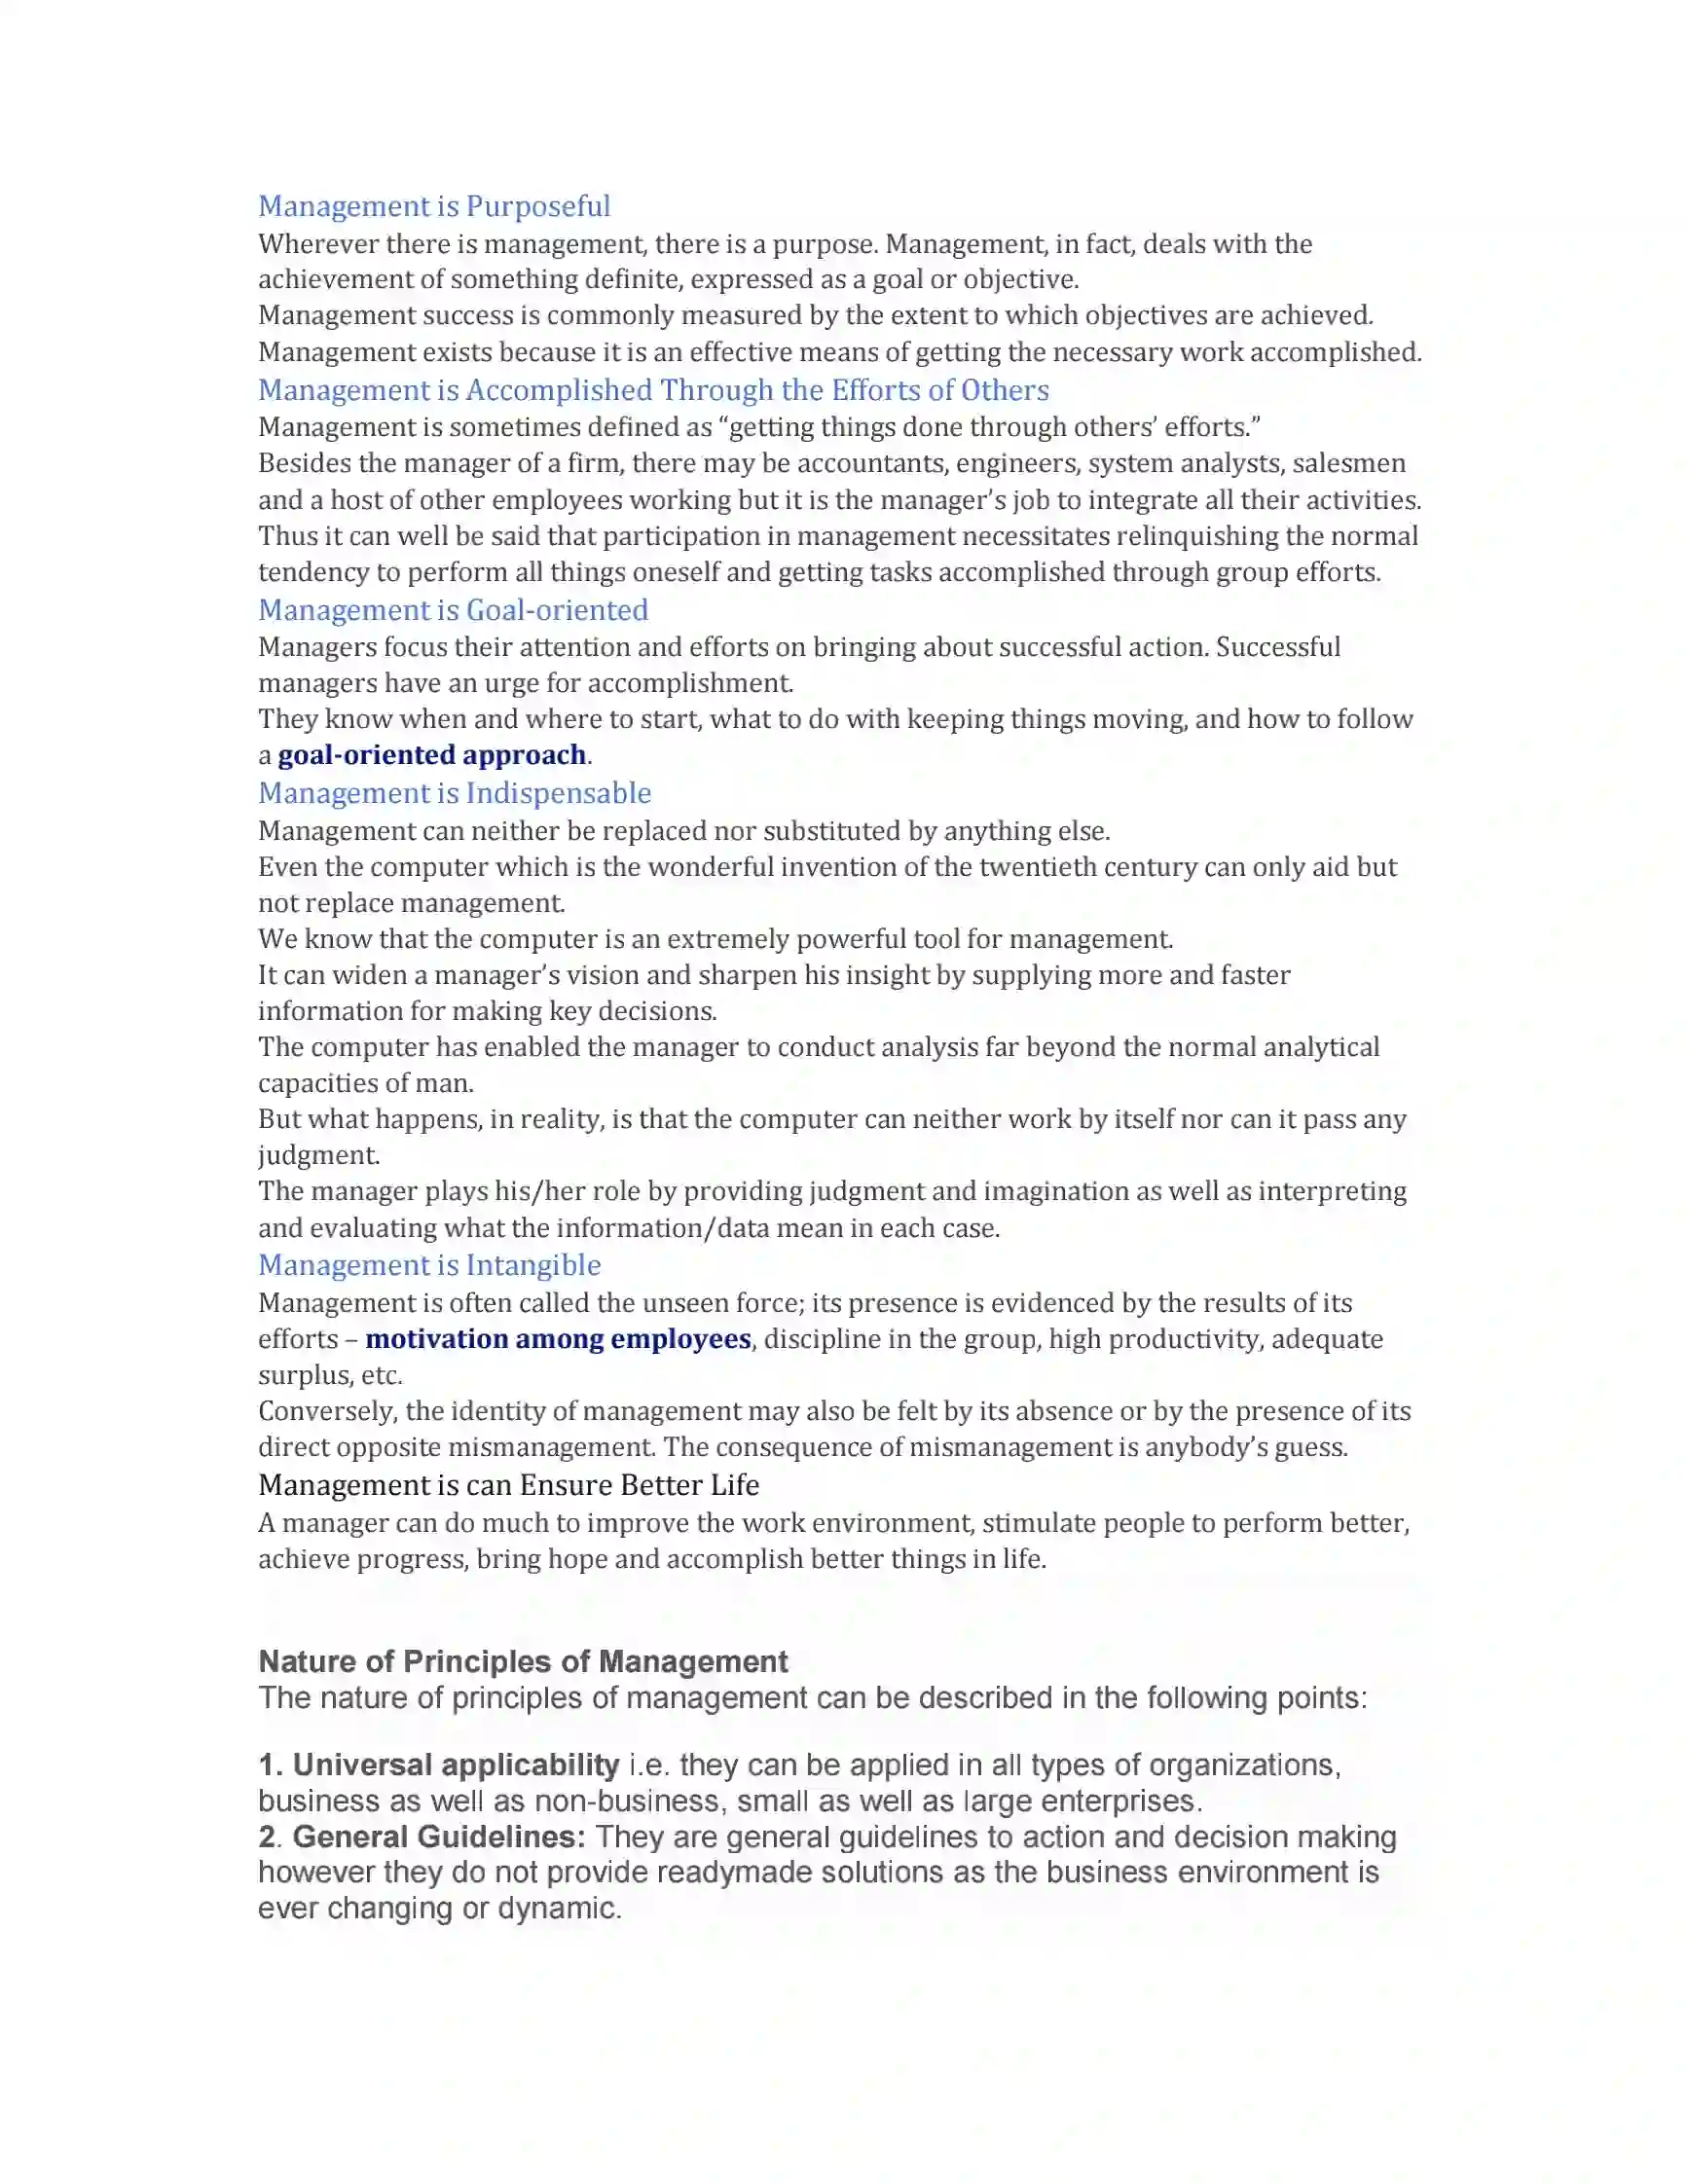 Management is Purposeful
Wherever there is management, there is a purpose. Management, in fact, deals with the
achievement of something definite, expressed as a goal or objective.
Management success is commonly measured by the extent to which objectives are achieved.
Management exists because it is an effective means of getting the necessary work accomplished.
Management is Accomplished Through the Efforts of Others
Management is sometimes defined as “getting things done through others’ efforts.”
Besides the manager of a firm, there may be accountants, engineers, system analysts, salesmen
and a host of other employees working but it is the manager’s job to integrate all their activities.
Thus it can well be said that participation in management necessitates relinquishing the normal
tendency to perform all things oneself and getting tasks accomplished through group efforts.
Management is Goal-oriented
Managers focus their attention and efforts on bringing about successful action. Successful
managers have an urge for accomplishment.
They know when and where to start, what to do with keeping things moving, and how to follow
a goal-oriented approach.
Management is Indispensable
Management can neither be replaced nor substituted by anything else.
Even the computer which is the wonderful invention of the twentieth century can only aid but
not replace management.
We know that the computer is an extremely powerful tool for management.
It can widen a manager’s vision and sharpen his insight by supplying more and faster
information for making key decisions.
The computer has enabled the manager to conduct analysis far beyond the normal analytical
capacities of man.
But what happens, in reality, is that the computer can neither work by itself nor can it pass any
judgment.
The manager plays his/her role by providing judgment and imagination as well as interpreting
and evaluating what the information/data mean in each case.
Management is Intangible
Management is often called the unseen force; its presence is evidenced by the results of its
efforts – motivation among employees, discipline in the group, high productivity, adequate
surplus, etc.
Conversely, the identity of management may also be felt by its absence or by the presence of its
direct opposite mismanagement. The consequence of mismanagement is anybody’s guess.
Management is can Ensure Better Life
A manager can do much to improve the work environment, stimulate people to perform better,
achieve progress, bring hope and accomplish better things in life.
Nature of Principles of Management
The nature of principles of management can be described in the following points:
1. Universal applicability i.e. they can be applied in all types of organizations,
business as well as non-business, small as well as large enterprises.
2. General Guidelines: They are general guidelines to action and decision making
however they do not provide readymade solutions as the business environment is
ever changing or dynamic.